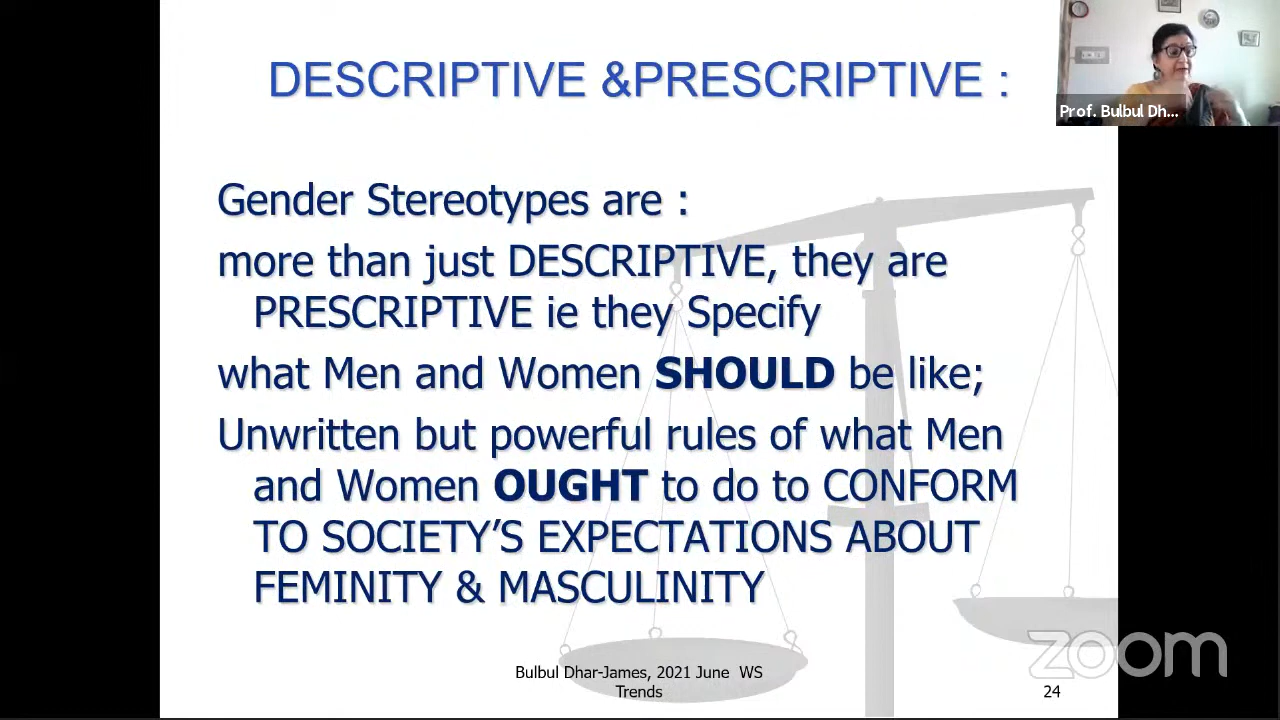 DESCRIPTIVE &PRESCRIPTIVE :
Prof. Bulbul Dh...
Gender Stereotypes are :
more than just DESCRIPTIVE, they are
PRESCRIPTIVE ie they Specify
what Men and Women SHOULD be like;
Unwritten but powerful rules of what Men
and Women OUGHT to do to CONFORM
TO SOCIETY’S EXPECTATIONS ABOUT
FEMINITY & MASCULINITY
Bulbul Dhar-James, 2021 June WS
Trends
24
zoom